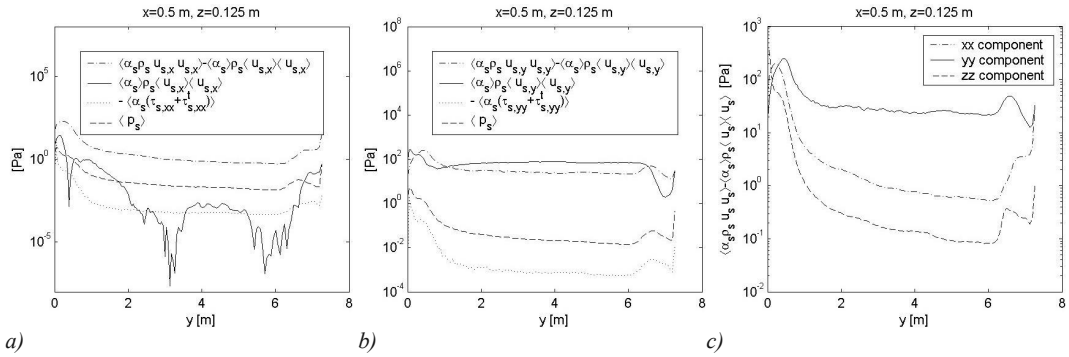 x=0.5 m, z=0.125 m
10^5
10^0
10^-5
[Pa]
⟨α_s ρ_s u_s,x u_s,x⟩-⟨α_s⟩ρ_s⟨ u_s,x⟩⟨ u_s,x⟩
⟨α_s⟩ρ_s⟨ u_s,x⟩⟨ u_s,x⟩
- ⟨α_s(τ_s,xx+τ^t_s,xx)⟩
⟨ p_s⟩
0 2 4 6 8
y [m]
a)
x=0.5 m, z=0.125 m
10^8
10^6
10^4
10^2
10^0
10^-2
10^-4
[Pa]
⟨α_s ρ_s u_s,y u_s,y⟩-⟨α_s⟩ρ_s⟨ u_s,y⟩⟨ u_s,y⟩
⟨α_s⟩ρ_s⟨ u_s,y⟩⟨ u_s,y⟩
- ⟨α_s(τ_s,yy+τ^t_s,yy)⟩
⟨ p_s⟩
0 2 4 6 8
y [m]
b)
x=0.5 m, z=0.125 m
10^3
10^2
10^1
10^0
10^-1
10^-2
⟨α_s ρ_s u_s u_s⟩-⟨α_s⟩ρ_s⟨ u_s⟩⟨ u_s⟩ [Pa]
xx component
yy component
zz component
0 2 4 6 8
y [m]
c)